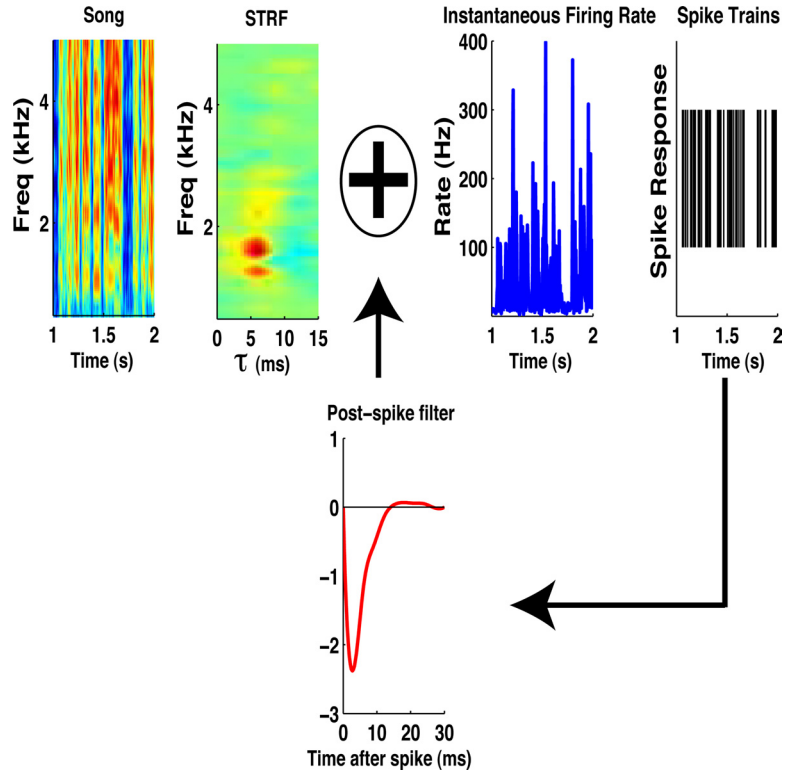 Song
Freq (kHz)
4
2
1 1.5 2
Time (s)
STRF
Freq (kHz)
4
2
0 5 10 15
τ (ms)
Instantaneous Firing Rate
Rate (Hz)
400
300
200
100
1 1.5 2
Time (s)
Spike Trains
Spike Response
1 1.5 2
Time (s)
Post-spike filter
1
0
-1
-2
-3
0 10 20 30
Time after spike (ms)